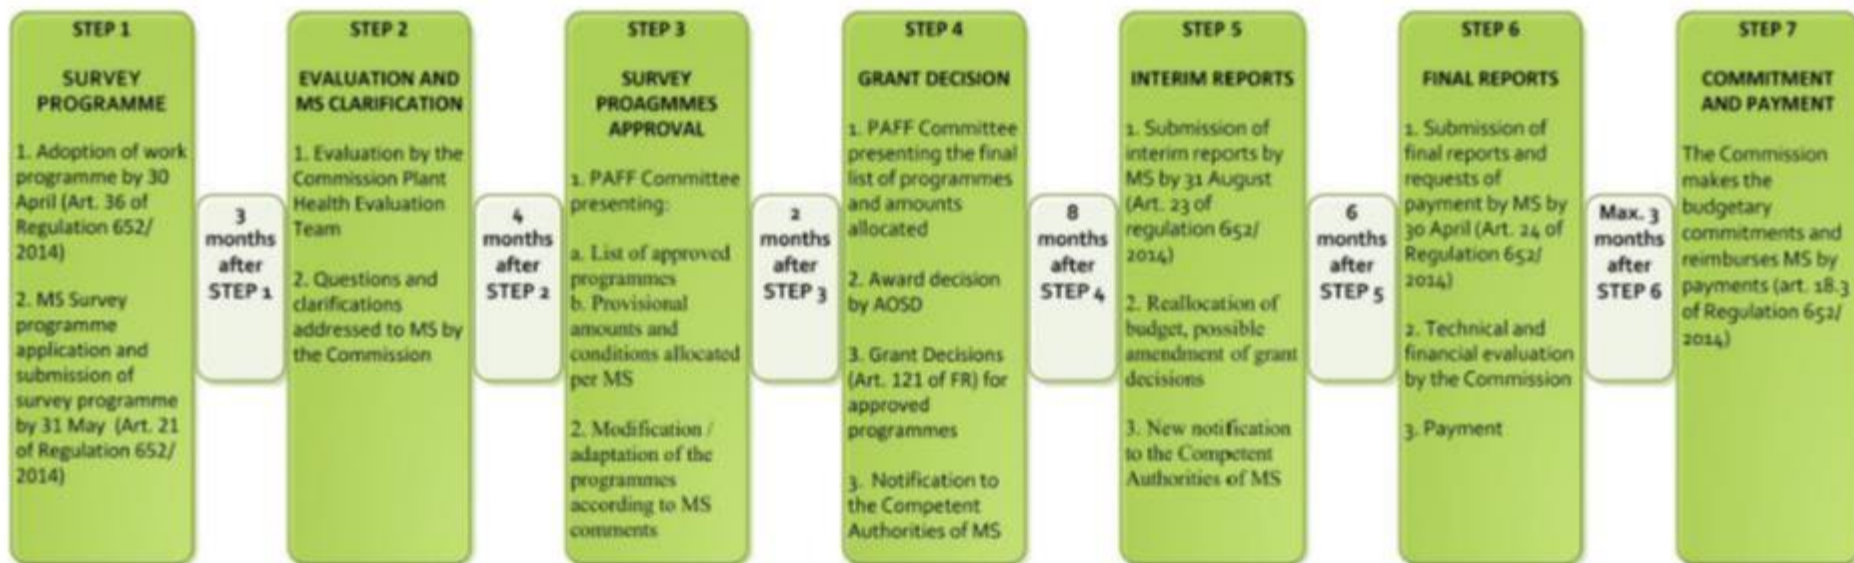 STEP 1
SURVEY
PROGRAMME
1. Adoption of work
programme by 30
April (Art. 36 of
Regulation 652/
2014)
2. MS Survey
programme
application and
submission of
survey programme
by 31 May (Art. 21
of Regulation 652/
2014)
3
months
after
STEP 1
STEP 2
EVALUATION AND
MS CLARIFICATION
1. Evaluation by the
Commission Plant
Health Evaluation
Team
2. Questions and
clarifications
addressed to MS by
the Commission
4
months
after
STEP 2
STEP 3
SURVEY
PROAGMMES
APPROVAL
1. PAFF Committee
presenting:
a. List of approved
programmes
b. Provisional
amounts and
conditions allocated
per MS
2. Modification /
adaptation of the
programmes
according to MS
comments
2
months
after
STEP 3
STEP 4
GRANT DECISION
1. PAFF Committee
presenting the final
list of programmes
and amounts
allocated
2. Award decision
by AOSD
3. Grant Decisions
(Art. 121 of FR) for
approved
programmes
3. Notification to
the Competent
Authorities of MS
8
months
after
STEP 4
STEP 5
INTERIM REPORTS
1. Submission of
interim reports by
MS by 31 August
(Art. 23 of
regulation 652/
2014)
2. Reallocation of
budget, possible
amendment of grant
decisions
3. New notification
to the Competent
Authorities of MS
6
months
after
STEP 5
STEP 6
FINAL REPORTS
1. Submission of
final reports and
requests of
payment by MS by
30 April (Art. 24 of
Regulation 652/
2014)
2. Technical and
financial evaluation
by the Commission
3. Payment
Max. 3
months
after
STEP 6
STEP 7
COMMITMENT
AND PAYMENT
The Commission
makes the
budgetary
commitments and
reimburses MS by
payments (art. 18.3
of Regulation 652/
2014)